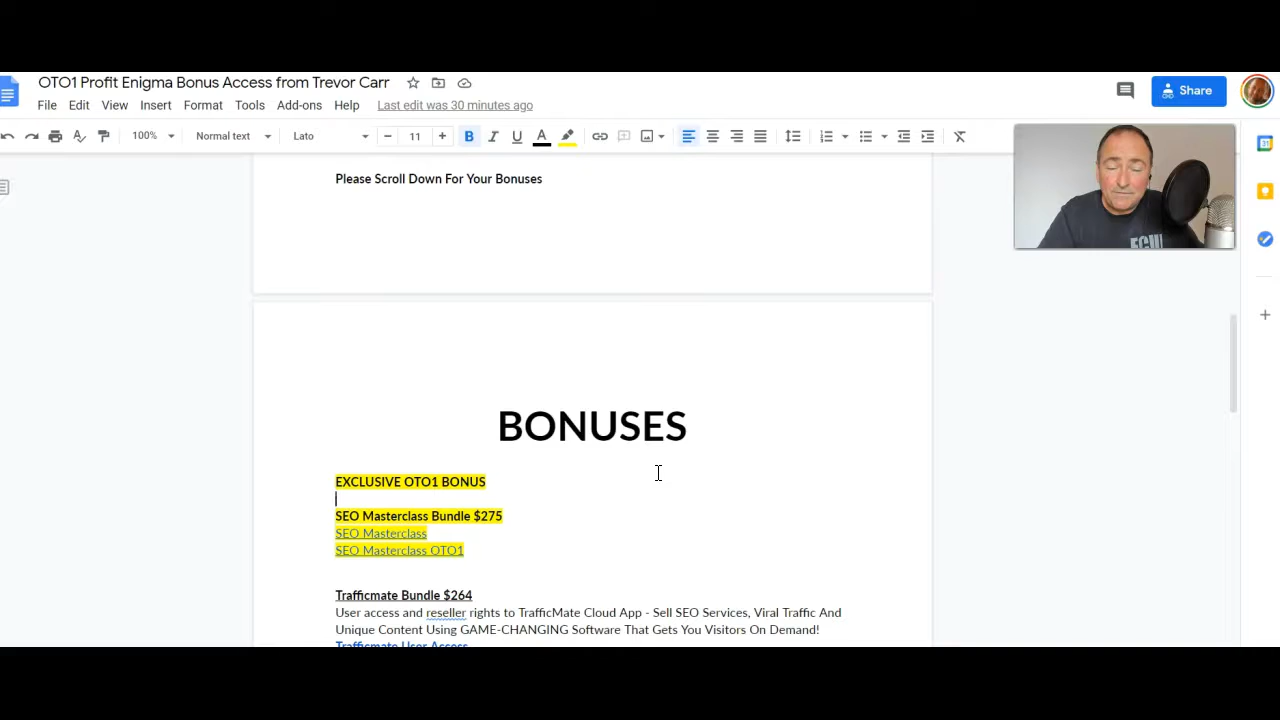 OTO1 Profit Enigma Bonus Access from Trevor Carr
File Edit View Insert Format Tools Add-ons Help Last edit was 30 minutes ago
Share
100% Normal text Lato 11 B I U A
31
Please Scroll Down For Your Bonuses
BONUSES
EXCLUSIVE OTO1 BONUS
SEO Masterclass Bundle $275
SEO Masterclass
SEO Masterclass OTO1
Trafficmate Bundle $264
User access and reseller rights to TrafficMate Cloud App - Sell SEO Services, Viral Traffic And
Unique Content Using GAME-CHANGING Software That Gets You Visitors On Demand!
Trafficmate User Access